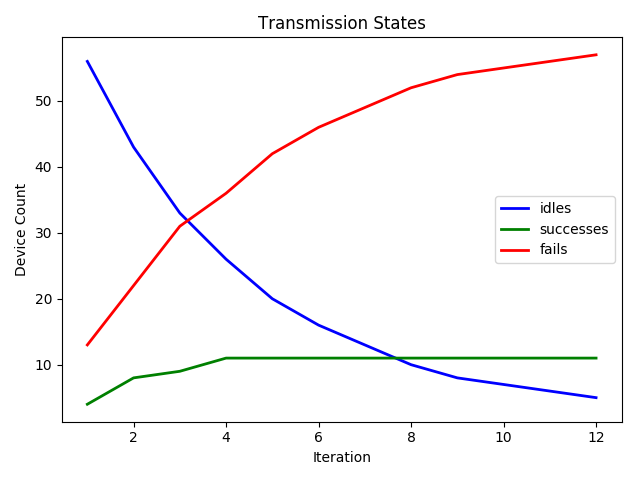 Transmission States
Device Count
50
40
30
20
10
idles
successes
fails
2 4 6 8 10 12
Iteration